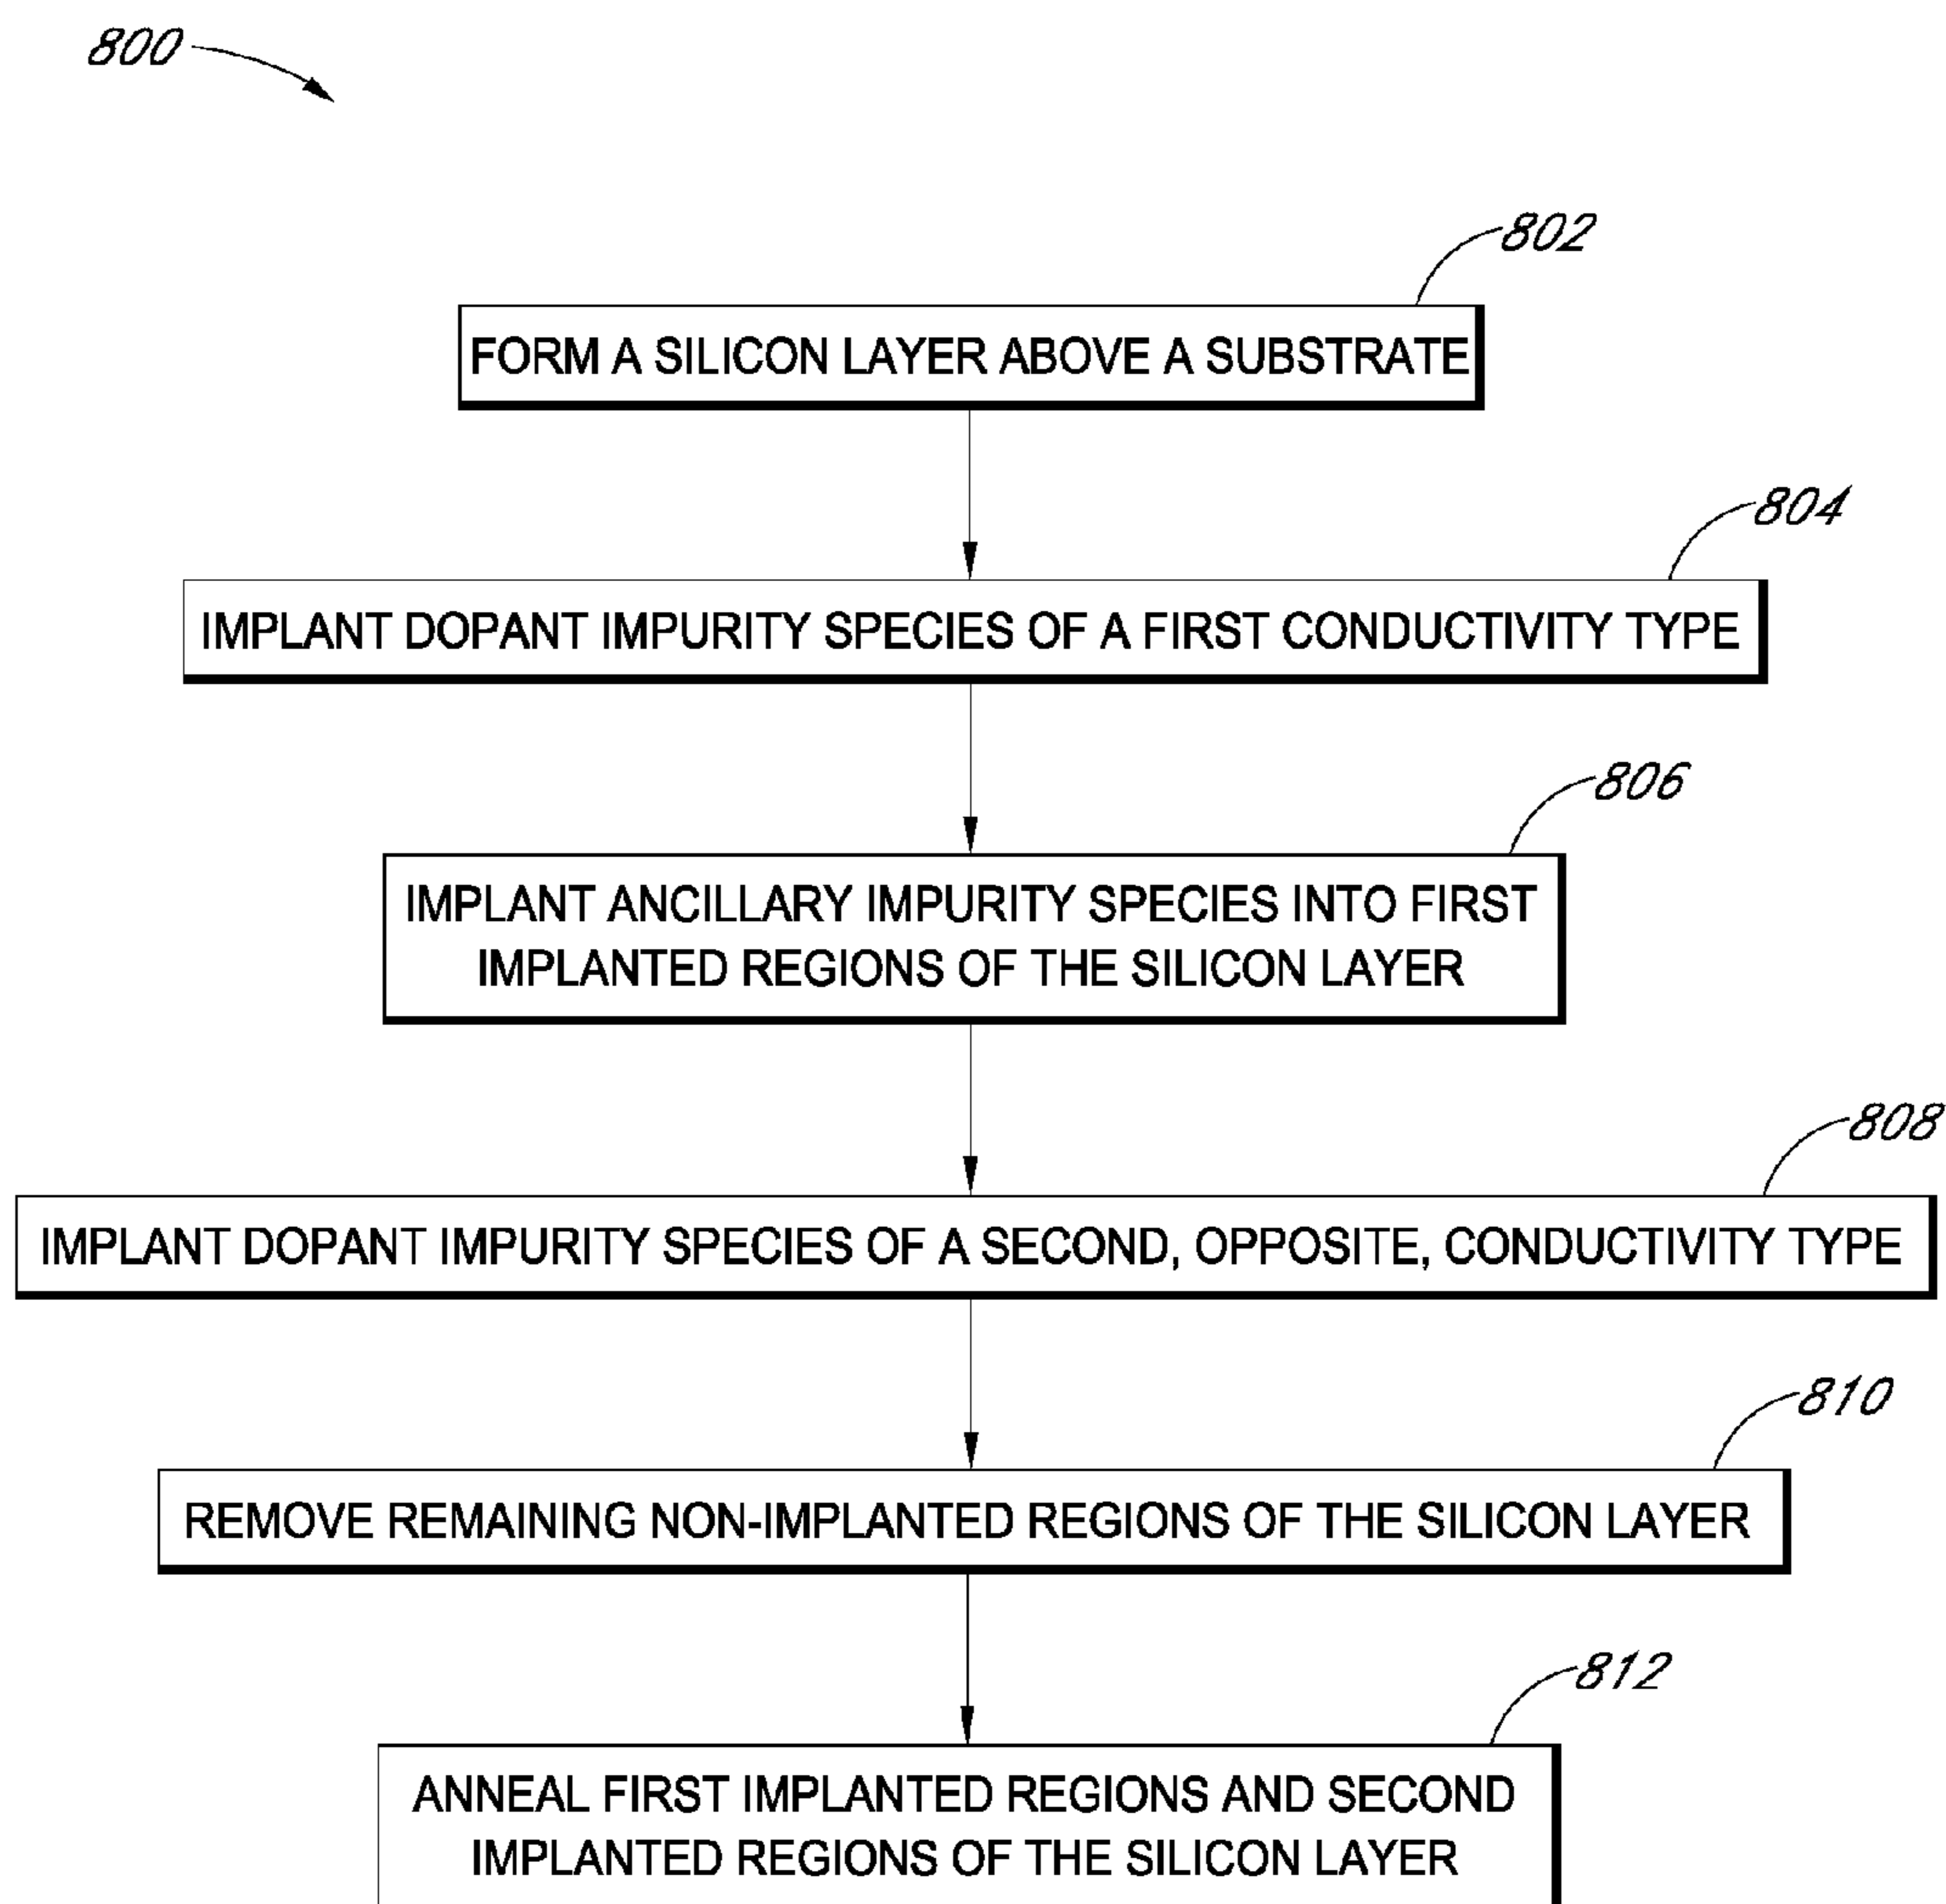 800
802
FORM A SILICON LAYER ABOVE A SUBSTRATE
804
IMPLANT DOPANT IMPURITY SPECIES OF A FIRST CONDUCTIVITY TYPE
806
IMPLANT ANCILLARY IMPURITY SPECIES INTO FIRST
IMPLANTED REGIONS OF THE SILICON LAYER
808
IMPLANT DOPANT IMPURITY SPECIES OF A SECOND, OPPOSITE, CONDUCTIVITY TYPE
810
REMOVE REMAINING NON-IMPLANTED REGIONS OF THE SILICON LAYER
812
ANNEAL FIRST IMPLANTED REGIONS AND SECOND
IMPLANTED REGIONS OF THE SILICON LAYER